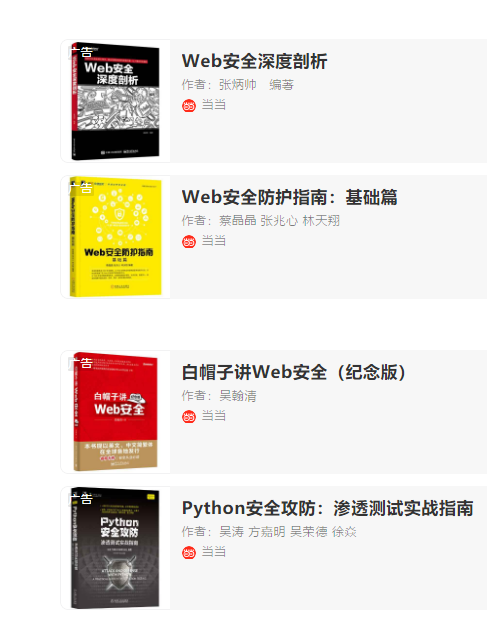 广告
Web安全
深度剖析
Web安全深度剖析
作者：张炳帅 编著
当当
广告
Web安全防护指南
基础篇
Web安全防护指南：基础篇
作者：蔡晶晶 张兆心 林天翔
当当
广告
白帽子讲
Web安全
白帽子讲Web安全（纪念版）
作者：吴翰清
当当
广告
Python
安全攻防
渗透测试实战指南
Python安全攻防：渗透测试实战指南
作者：吴涛 方嘉明 吴荣德 徐焱
当当